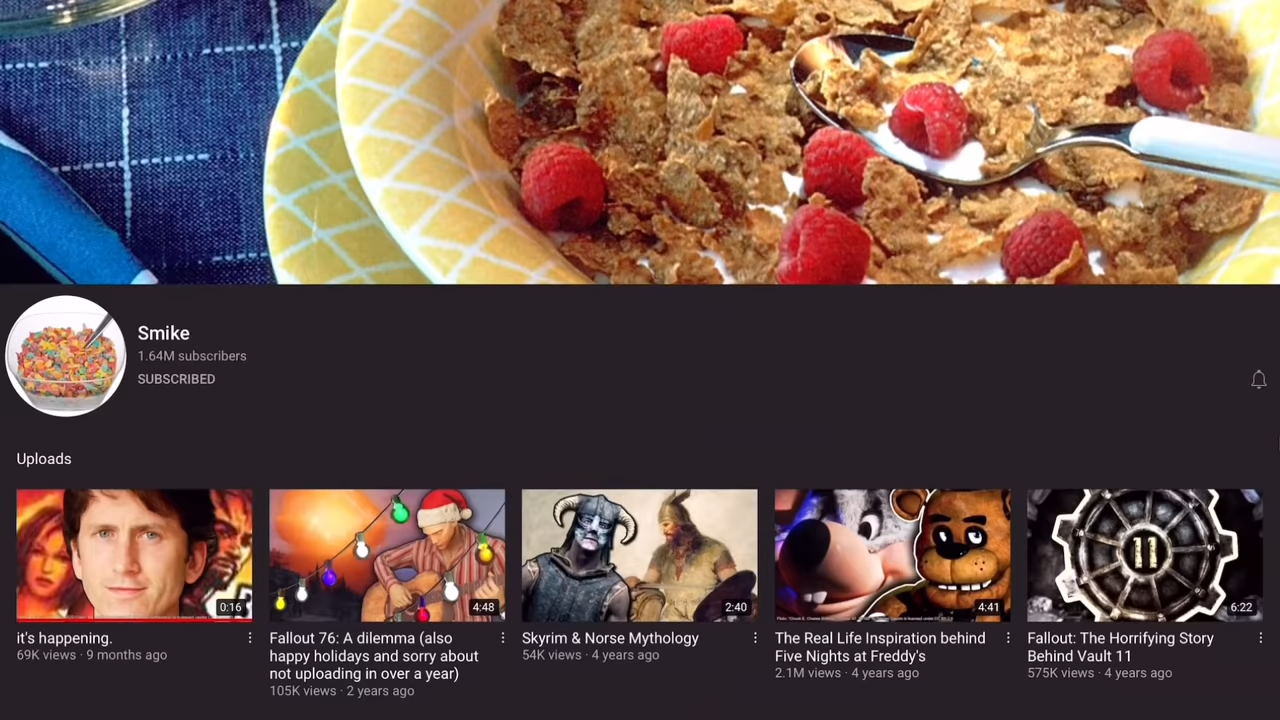 Smike
1.64M subscribers
SUBSCRIBED
Uploads
0:16
4:48
2:40
4:41
11
6:22
it's happening.
69K views · 9 months ago
Fallout 76: A dilemma (also
happy holidays and sorry about
not uploading in over a year)
105K views · 2 years ago
Skyrim & Norse Mythology
54K views · 4 years ago
The Real Life Inspiration behind
Five Nights at Freddy's
2.1M views · 4 years ago
Fallout: The Horrifying Story
Behind Vault 11
575K views · 4 years ago